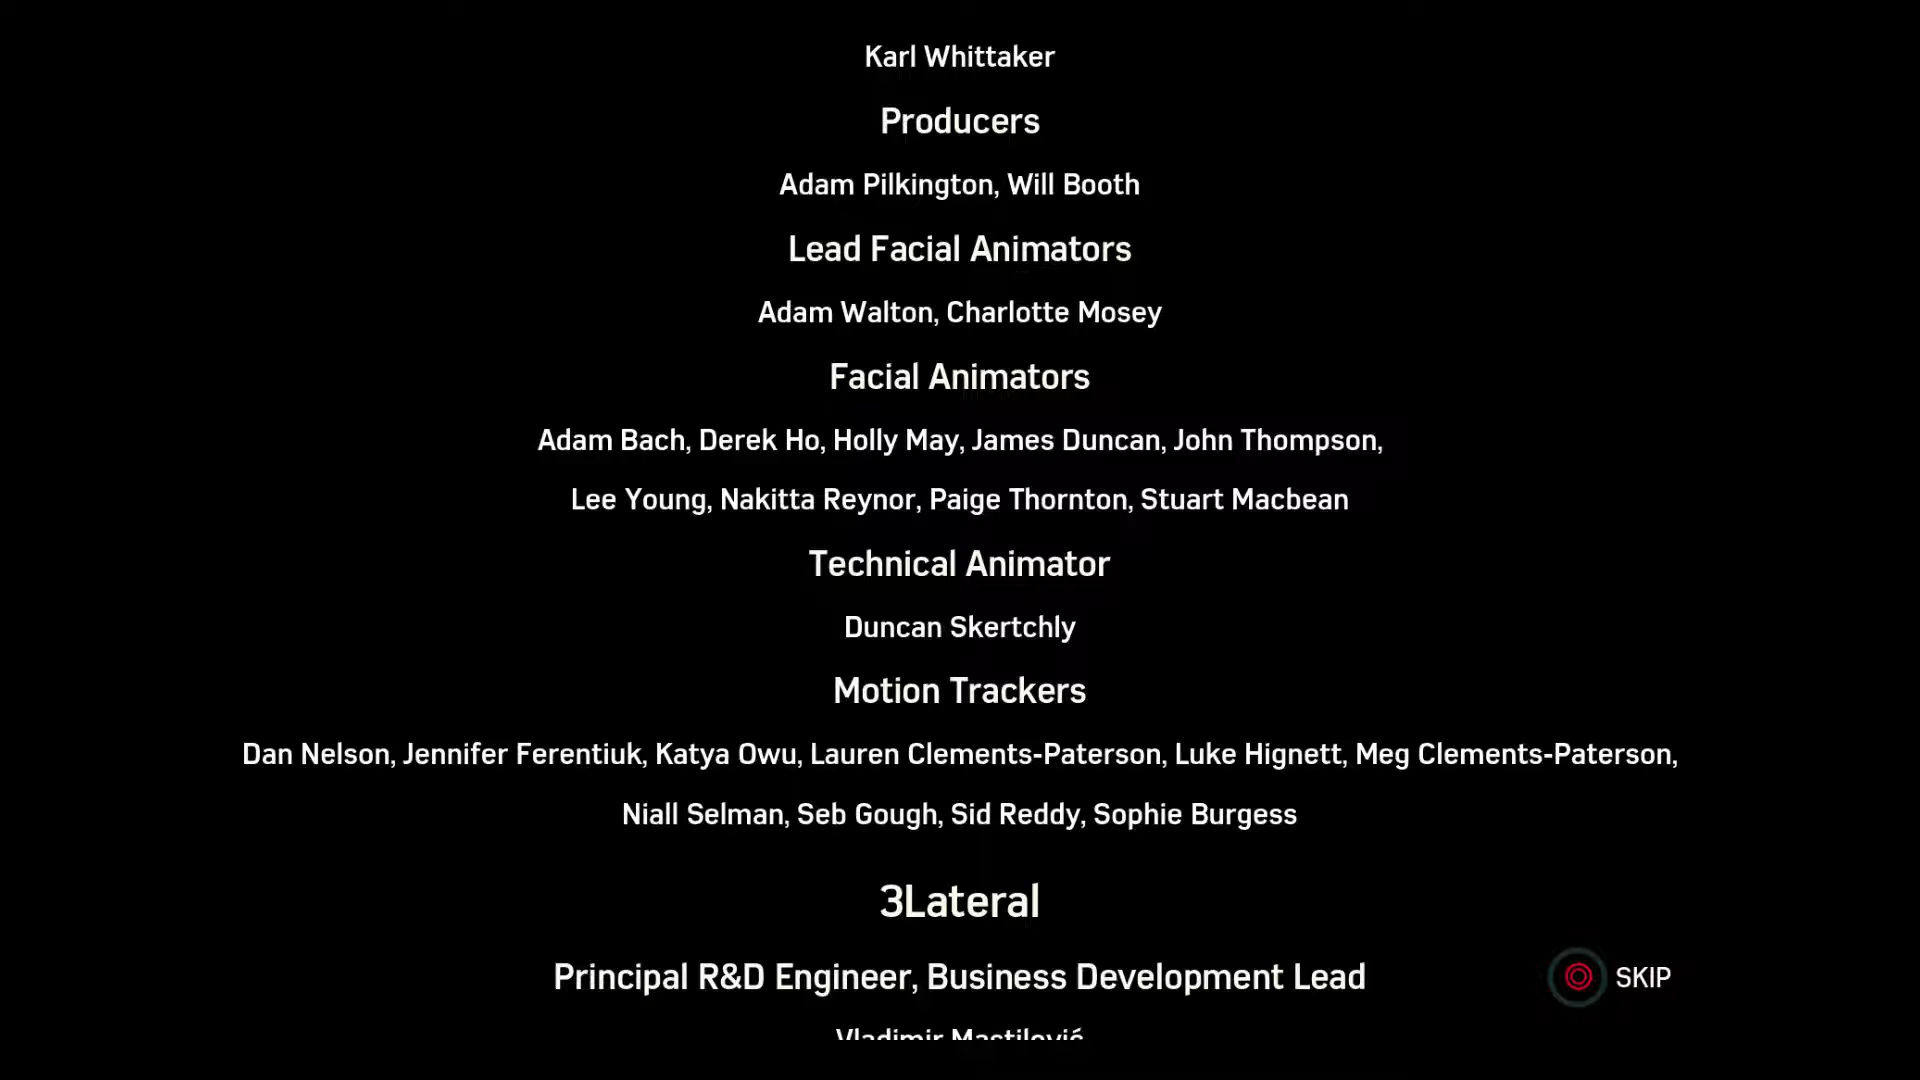 Karl Whittaker
Producers
Adam Pilkington, Will Booth
Lead Facial Animators
Adam Walton, Charlotte Mosey
Facial Animators
Adam Bach, Derek Ho, Holly May, James Duncan, John Thompson,
Lee Young, Nakitta Reynor, Paige Thornton, Stuart Macbean
Technical Animator
Duncan Skertchly
Motion Trackers
Dan Nelson, Jennifer Ferentiuk, Katya Owu, Lauren Clements-Paterson, Luke Hignett, Meg Clements-Paterson,
Niall Selman, Seb Gough, Sid Reddy, Sophie Burgess
3Lateral
Principal R&D Engineer, Business Development Lead
SKIP
Vladimir Mastilović